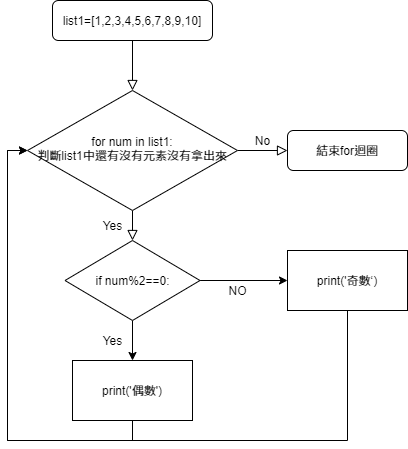 list1=[1,2,3,4,5,6,7,8,9,10]
for num in list1:
判斷list1中還有沒有元素沒有拿出來
No
結束for迴圈
Yes
if num%2==0:
NO
print('奇數')
Yes
print('偶數')